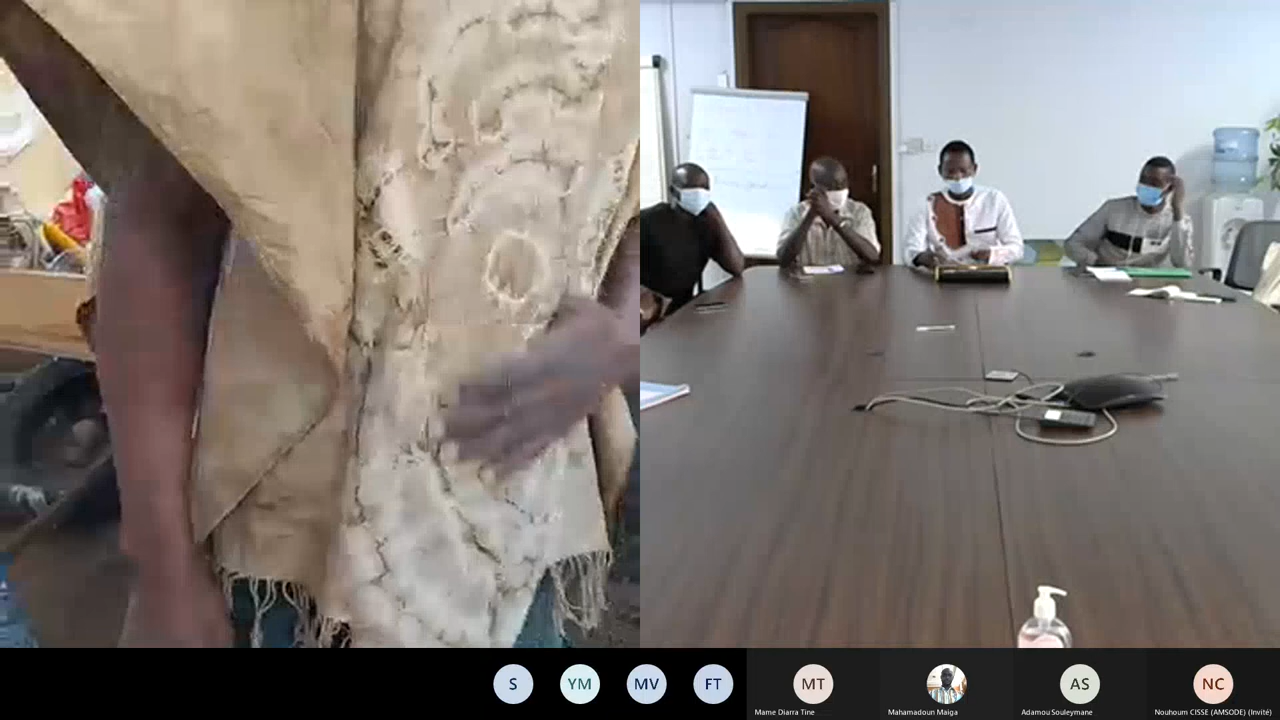 S
YM
MV
FT
MT
AS
NC
Mame Diarra Tine
Mahamadoun Maiga
Adamou Souleymane
Nouhoum CISSE (AMSODE) (Invité)